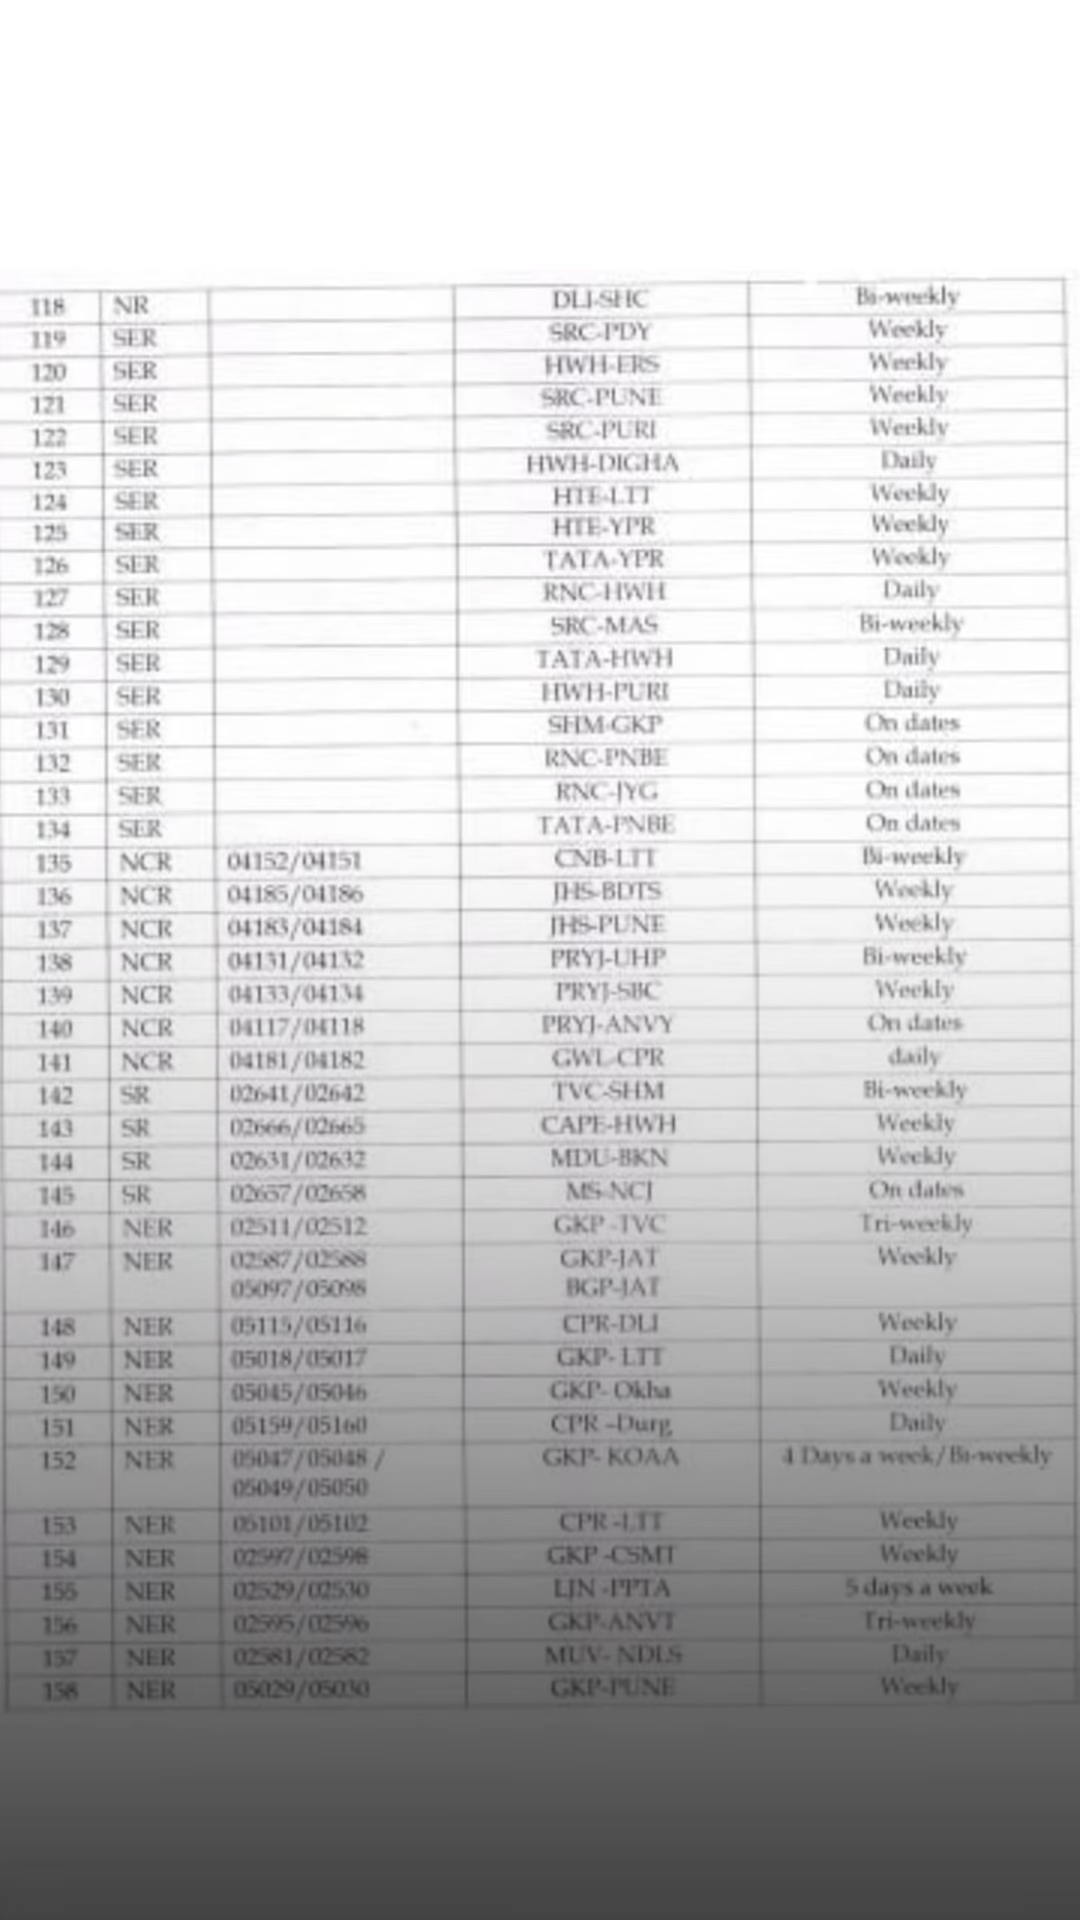 118 NR DLI-SHC Bi-weekly
119 SER SRC-PDY Weekly
120 SER HWH-ERS Weekly
121 SER SRC-PUNE Weekly
122 SER SRC-PURI Weekly
123 SER HWH-DIGHA Daily
124 SER HTE-LTT Weekly
125 SER HTE-YPR Weekly
126 SER TATA-YPR Weekly
127 SER RNC-HWH Daily
128 SER SRC-MAS Bi-weekly
129 SER TATA-HWH Daily
130 SER HWH-PURI Daily
131 SER SHM-GKP On dates
132 SER RNC-PNBE On dates
133 SER RNC-JYG On dates
134 SER TATA-PNBE On dates
135 NCR 04152/04151 CNB-LTT Bi-weekly
136 NCR 04185/04186 JHS-BDTS Weekly
137 NCR 04183/04184 JHS-PUNE Weekly
138 NCR 04131/04132 PRYJ-UHP Bi-weekly
139 NCR 04133/04134 PRYJ-SBC Weekly
140 NCR 04117/04118 PRYJ-ANVY On dates
141 NCR 04181/04182 GWL-CPR daily
142 SR 02641/02642 TVC-SHM Bi-weekly
143 SR 02666/02665 CAPE-HWH Weekly
144 SR 02631/02632 MDU-BKN Weekly
145 SR 02657/02658 MS-NCJ On dates
146 NER 02511/02512 GKP -TVC Tri-weekly
147 NER 02587/02588 GKP-JAT Weekly
05097/05098 BGP-JAT
148 NER 05115/05116 CPR-DLI Weekly
149 NER 05018/05017 GKP- LTT Daily
150 NER 05045/05046 GKP- Okha Weekly
151 NER 05159/05160 CPR –Durg Daily
152 NER 05047/05048 / GKP- KOAA 4 Days a week/Bi-weekly
05049/05050
153 NER 05101/05102 CPR -LTT Weekly
154 NER 02597/02598 GKP -CSMT Weekly
155 NER 02529/02530 LJN -PPTA 5 days a week
156 NER 02595/02596 GKP-ANVT Tri-weekly
157 NER 02581/02582 MUV- NDLS Daily
158 NER 05029/05030 GKP-PUNE Weekly